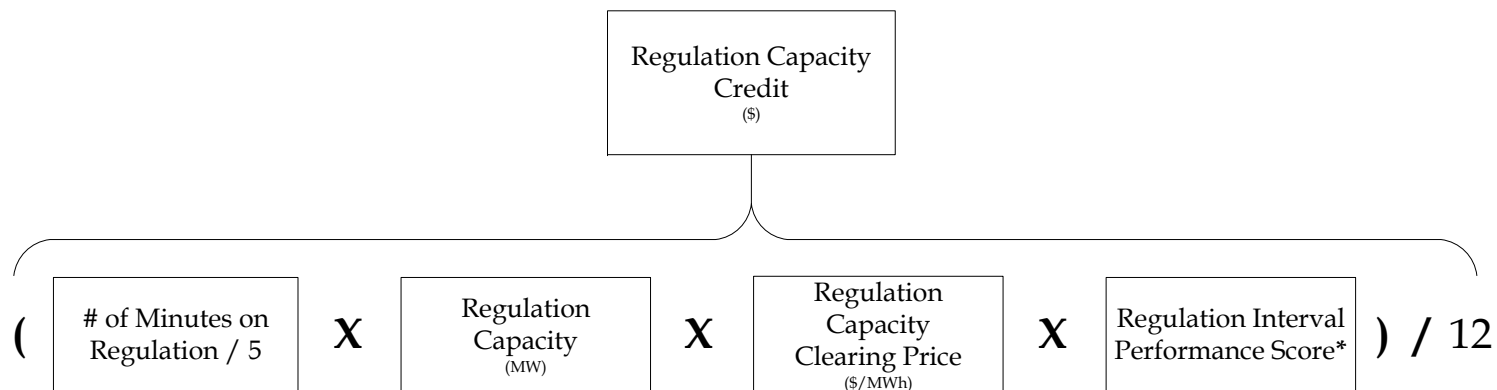 Regulation Capacity
Credit
($)
(
# of Minutes on
Regulation / 5
X
Regulation
Capacity
(MW)
X
Regulation
Capacity
Clearing Price
($/MWh)
X
Regulation Interval
Performance Score*
) / 12